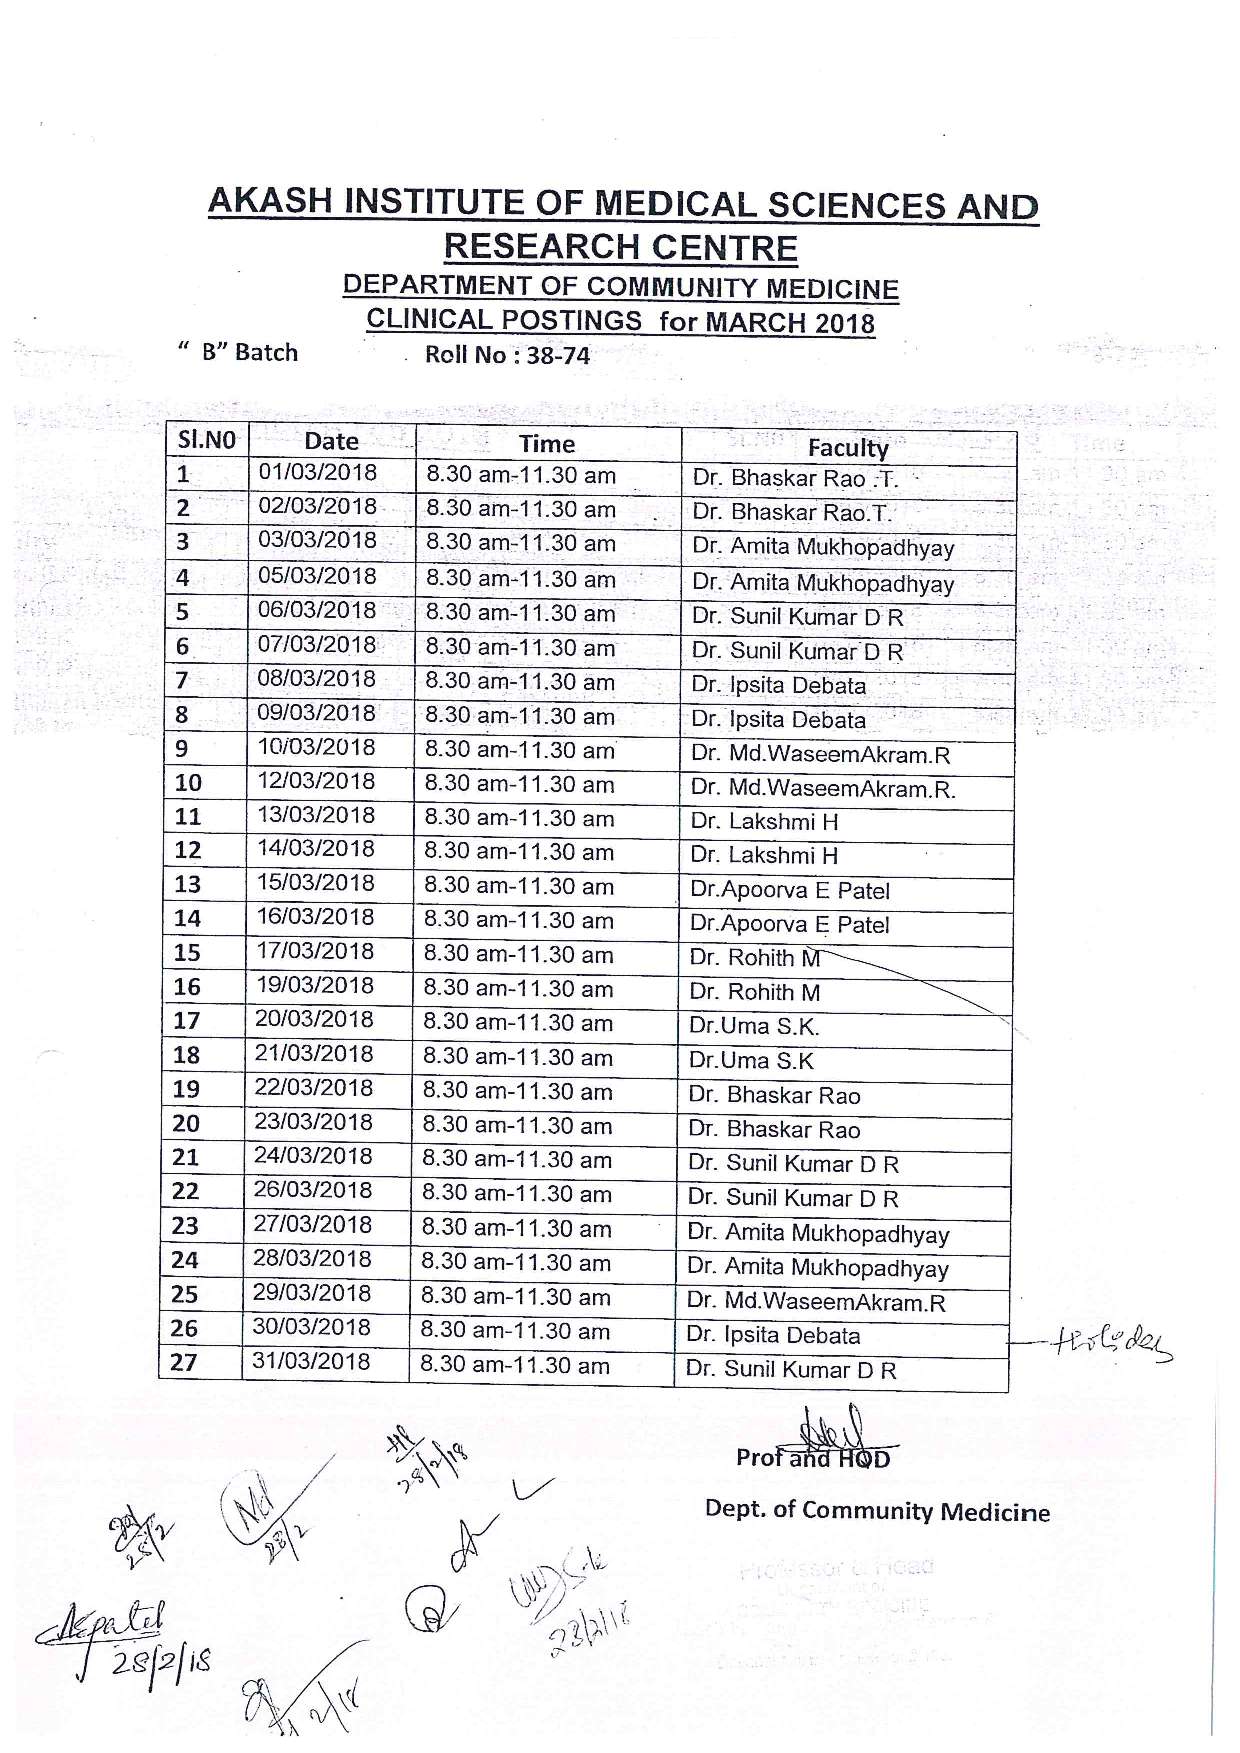 AKASH INSTITUTE OF MEDICAL SCIENCES AND
RESEARCH CENTRE
DEPARTMENT OF COMMUNITY MEDICINE
CLINICAL POSTINGS for MARCH 2018
“ B” Batch Roll No : 38-74
Sl.N0 Date Time Faculty
1 01/03/2018 8.30 am-11.30 am Dr. Bhaskar Rao .T.
2 02/03/2018 8.30 am-11.30 am Dr. Bhaskar Rao.T.
3 03/03/2018 8.30 am-11.30 am Dr. Amita Mukhopadhyay
4 05/03/2018 8.30 am-11.30 am Dr. Amita Mukhopadhyay
5 06/03/2018 8.30 am-11.30 am Dr. Sunil Kumar D R
6 07/03/2018 8.30 am-11.30 am Dr. Sunil Kumar D R
7 08/03/2018 8.30 am-11.30 am Dr. Ipsita Debata
8 09/03/2018 8.30 am-11.30 am Dr. Ipsita Debata
9 10/03/2018 8.30 am-11.30 am Dr. Md.WaseemAkram.R
10 12/03/2018 8.30 am-11.30 am Dr. Md.WaseemAkram.R.
11 13/03/2018 8.30 am-11.30 am Dr. Lakshmi H
12 14/03/2018 8.30 am-11.30 am Dr. Lakshmi H
13 15/03/2018 8.30 am-11.30 am Dr.Apoorva E Patel
14 16/03/2018 8.30 am-11.30 am Dr.Apoorva E Patel
15 17/03/2018 8.30 am-11.30 am Dr. Rohith M
16 19/03/2018 8.30 am-11.30 am Dr. Rohith M
17 20/03/2018 8.30 am-11.30 am Dr.Uma S.K.
18 21/03/2018 8.30 am-11.30 am Dr.Uma S.K
19 22/03/2018 8.30 am-11.30 am Dr. Bhaskar Rao
20 23/03/2018 8.30 am-11.30 am Dr. Bhaskar Rao
21 24/03/2018 8.30 am-11.30 am Dr. Sunil Kumar D R
22 26/03/2018 8.30 am-11.30 am Dr. Sunil Kumar D R
23 27/03/2018 8.30 am-11.30 am Dr. Amita Mukhopadhyay
24 28/03/2018 8.30 am-11.30 am Dr. Amita Mukhopadhyay
25 29/03/2018 8.30 am-11.30 am Dr. Md.WaseemAkram.R
26 30/03/2018 8.30 am-11.30 am Dr. Ipsita Debata Holiday
27 31/03/2018 8.30 am-11.30 am Dr. Sunil Kumar D R
Prof and HOD
28/2/18
Dept. of Community Medicine
28/2
28/2
Professor & Head
AEpatel
28/2/18